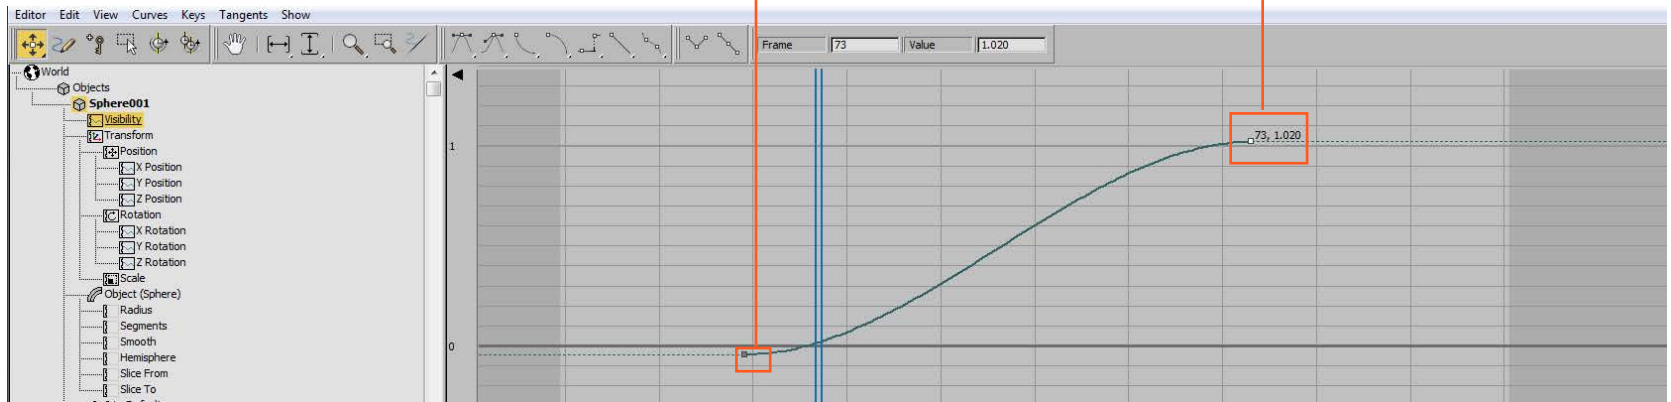 Editor Edit View Curves Keys Tangents Show
Frame 73 Value 1.020
World
Objects
Sphere001
Visibility
Transform
Position
X Position
Y Position
Z Position
Rotation
X Rotation
Y Rotation
Z Rotation
Scale
Object (Sphere)
Radius
Segments
Smooth
Hemisphere
Slice From
Slice To
73, 1.020
1
0